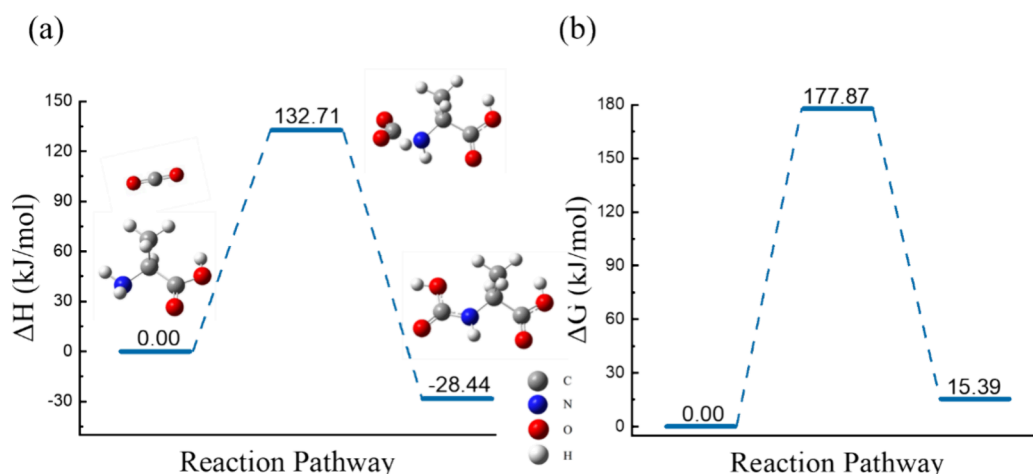 (a)
ΔH (kJ/mol)
150
120
90
60
30
0
-30
0.00
132.71
-28.44
Reaction Pathway
C
N
O
H
(b)
ΔG (kJ/mol)
180
150
120
90
60
30
0
0.00
177.87
15.39
Reaction Pathway